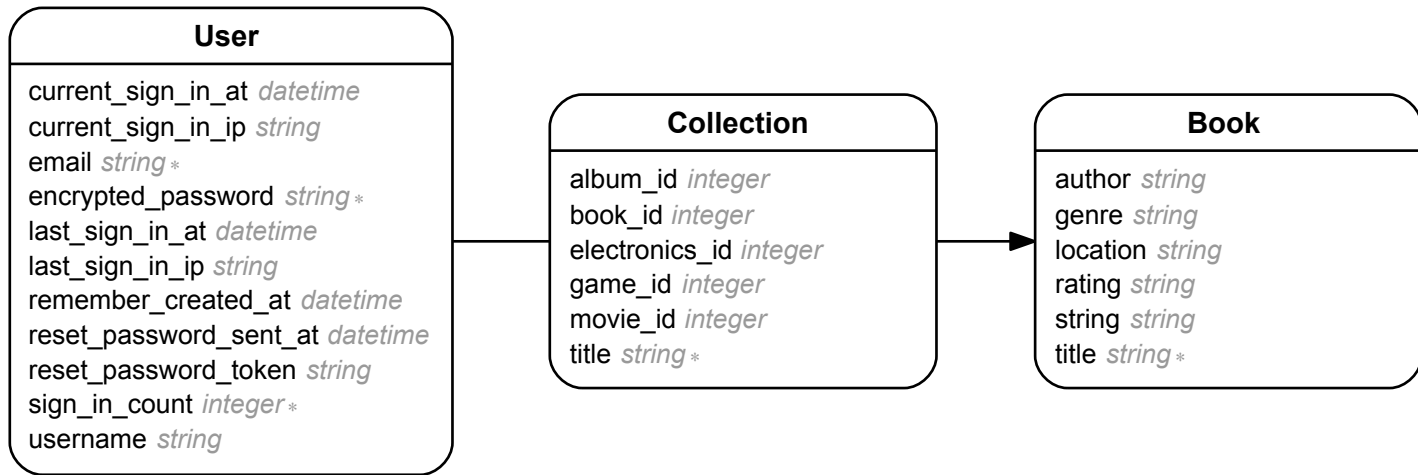 User
current_sign_in_at datetime
current_sign_in_ip string
email string *
encrypted_password string *
last_sign_in_at datetime
last_sign_in_ip string
remember_created_at datetime
reset_password_sent_at datetime
reset_password_token string
sign_in_count integer *
username string
Collection
album_id integer
book_id integer
electronics_id integer
game_id integer
movie_id integer
title string *
Book
author string
genre string
location string
rating string
string string
title string *